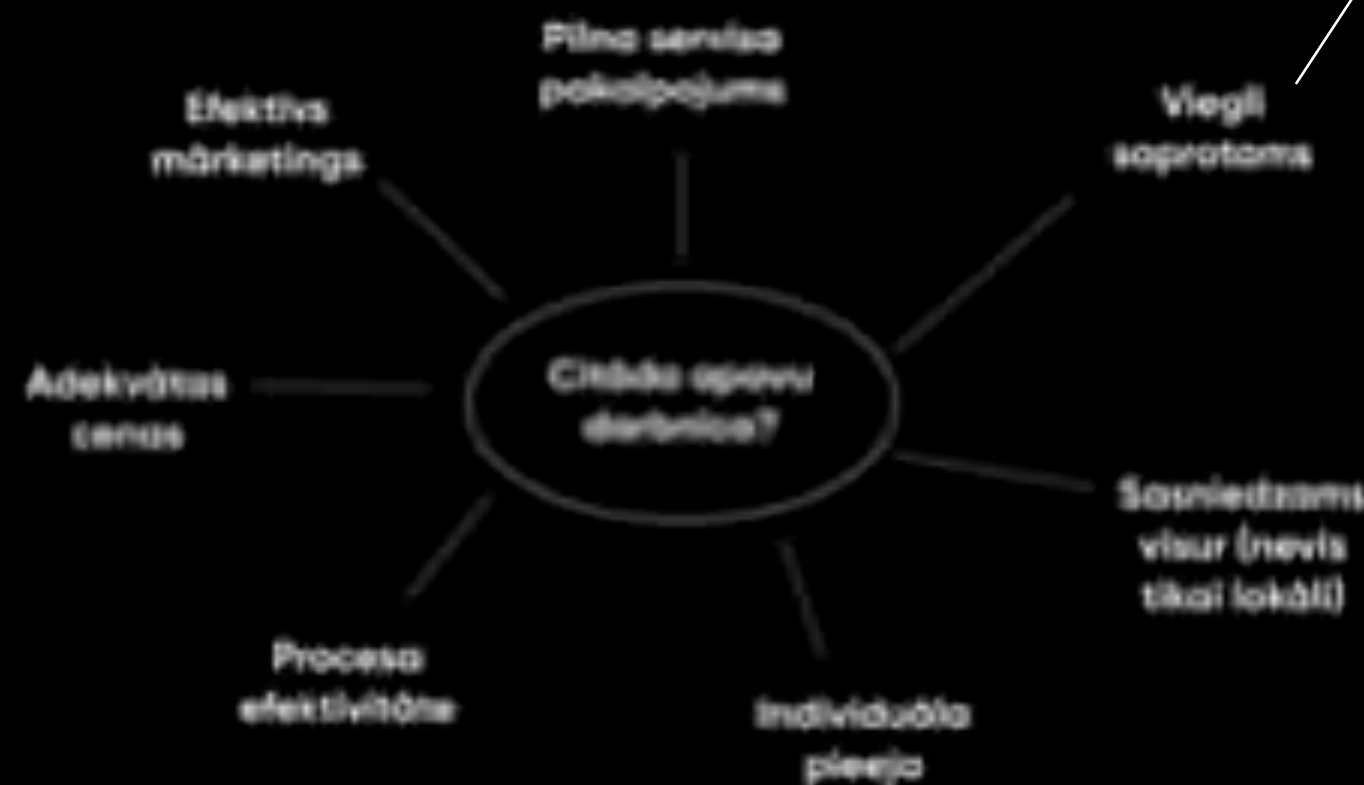 Pilna servisa
pakalpojums
Efektīvs
mārketings
Viegli
saprotams
Adekvātas
cenas
Citāda apavu
darbnīca?
Sasniedzams
visur (nevis
tikai lokāli)
Procesa
efektivitāte
Individuāla
pieeja